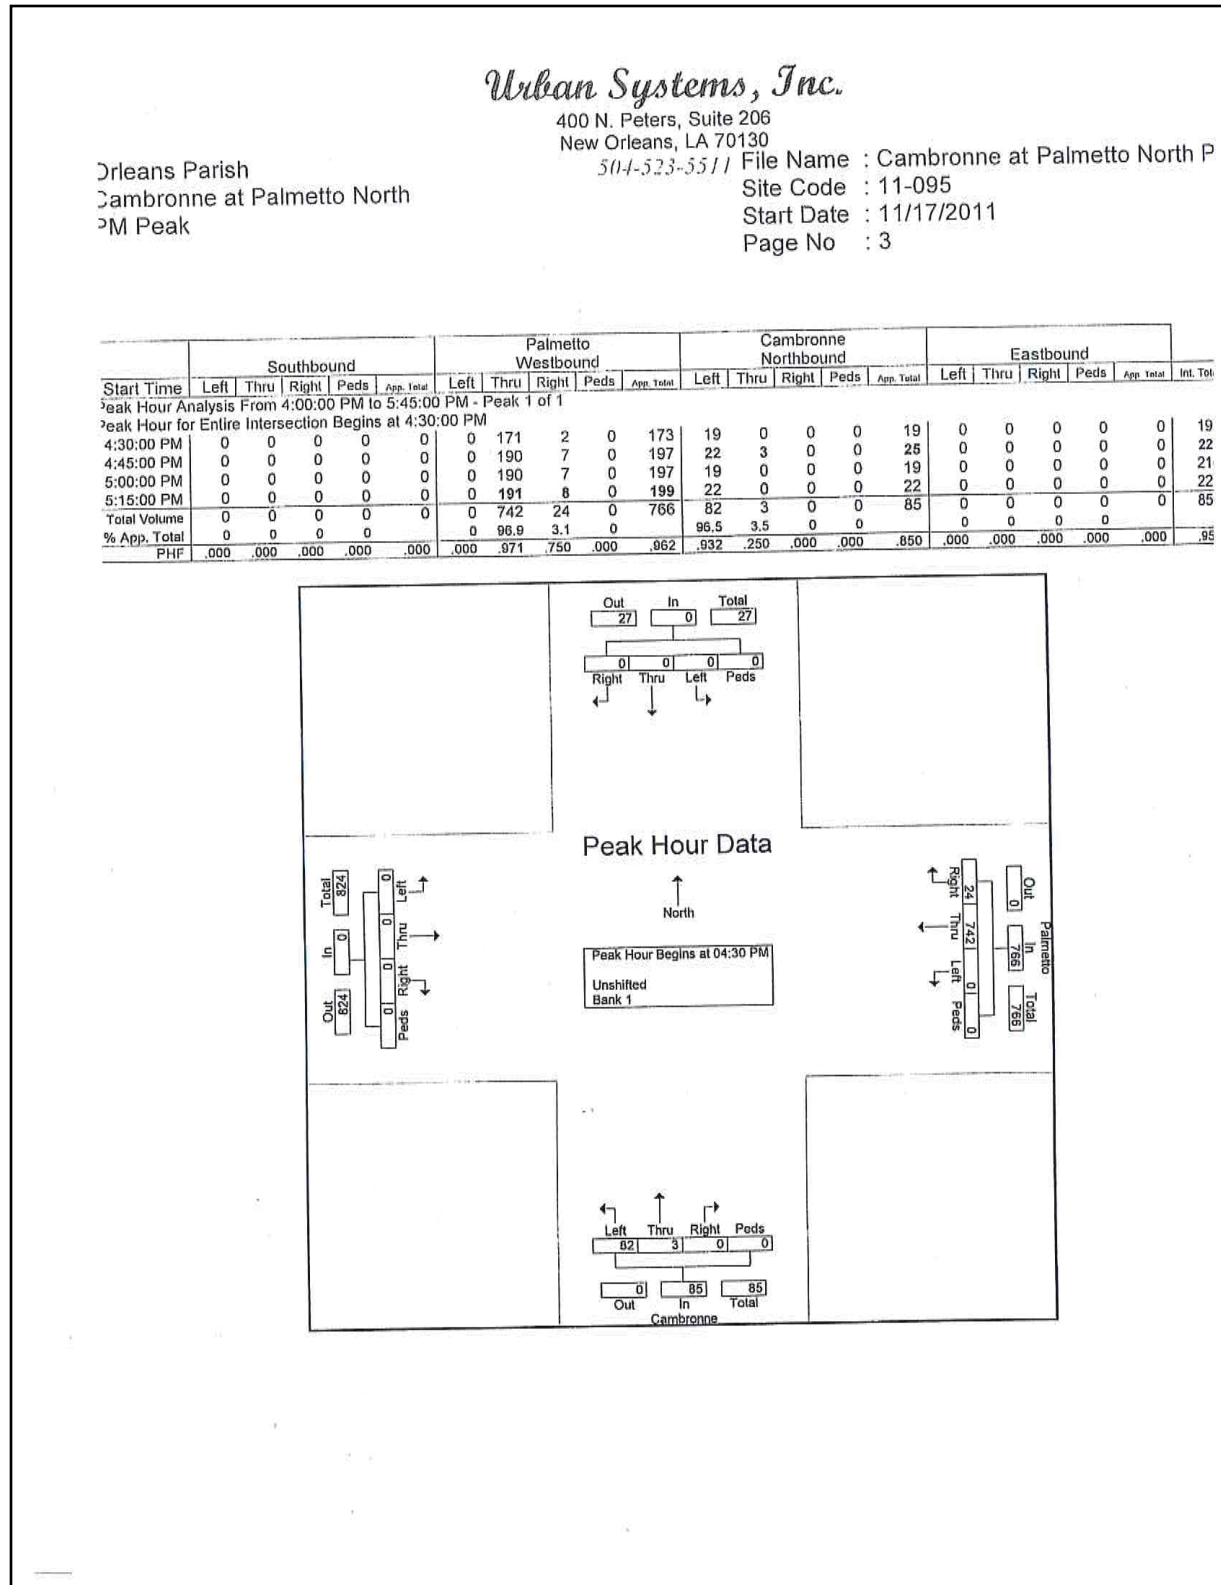 Urban Systems, Inc.
400 N. Peters, Suite 206
New Orleans, LA 70130
504-523-5511
Orleans Parish
Cambronne at Palmetto North
PM Peak
File Name : Cambronne at Palmetto North P
Site Code : 11-095
Start Date : 11/17/2011
Page No : 3
Southbound Palmetto Westbound Cambronne Northbound Eastbound
Start Time Left Thru Right Peds App. Total Left Thru Right Peds App. Total Left Thru Right Peds App. Total Left Thru Right Peds App. Total Int. Tot
Peak Hour Analysis From 4:00:00 PM to 5:45:00 PM - Peak 1 of 1
Peak Hour for Entire Intersection Begins at 4:30:00 PM
4:30:00 PM 0 0 0 0 0 0 171 2 0 173 19 0 0 0 19 0 0 0 0 0 19
4:45:00 PM 0 0 0 0 0 0 190 7 0 197 22 3 0 0 25 0 0 0 0 0 22
5:00:00 PM 0 0 0 0 0 0 190 7 0 197 19 0 0 0 19 0 0 0 0 0 21
5:15:00 PM 0 0 0 0 0 0 191 8 0 199 22 0 0 0 22 0 0 0 0 0 22
Total Volume 0 0 0 0 0 0 742 24 0 766 82 3 0 0 85 0 0 0 0 0 85
% App. Total 0 0 0 0 0 96.9 3.1 0 96.5 3.5 0 0 0 0 0 0
PHF .000 .000 .000 .000 .000 .000 .971 .750 .000 .962 .932 .250 .000 .000 .850 .000 .000 .000 .000 .000 .95
Out In Total
27 0 27
0 0 0 0
Right Thru Left Peds
Peak Hour Data
North
Peak Hour Begins at 04:30 PM
Unshifted
Bank 1
Total In Out
824 0 824
0 0 0 0
Left Thru Right Peds
Palmetto
Out In Total
0 766 766
24 742 0 0
Right Thru Left Peds
Left Thru Right Peds
82 3 0 0
0 85 85
Out In Total
Cambronne